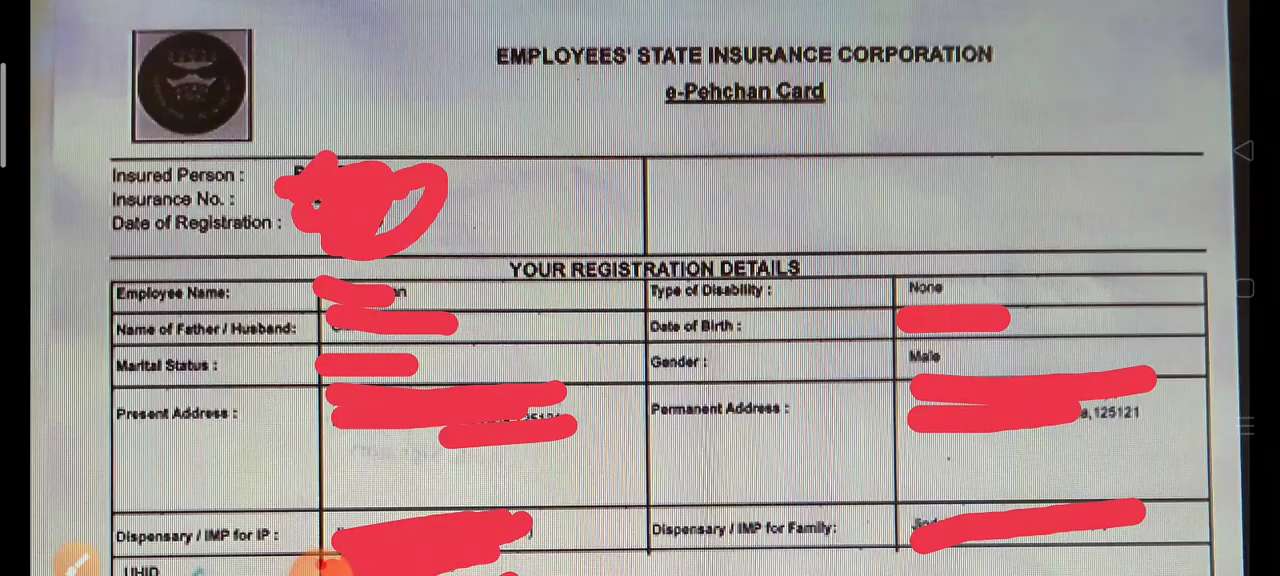 EMPLOYEES' STATE INSURANCE CORPORATION
e-Pehchan Card
Insured Person :
Insurance No. :
Date of Registration :
YOUR REGISTRATION DETAILS
Employee Name:
Type of Disability : None
Name of Father / Husband:
Date of Birth :
Marital Status :
Gender : Male
Present Address :
Permanent Address : ,125121
Dispensary / IMP for IP :
Dispensary / IMP for Family:
UHID